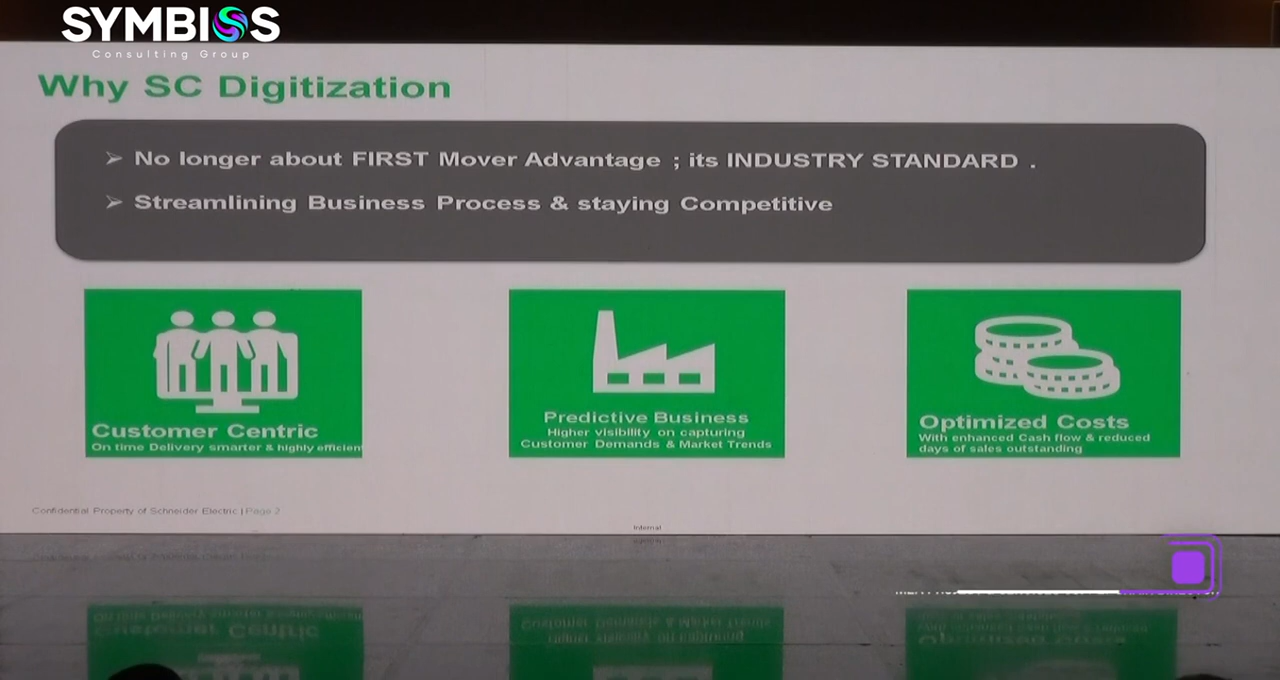 SYMBIOS
Consulting Group
Why SC Digitization
➢ No longer about FIRST Mover Advantage ; its INDUSTRY STANDARD .
➢ Streamlining Business Process & staying Competitive
Customer Centric
On time Delivery smarter & highly efficien
Predictive Business
Higher visibility on capturing
Customer Demands & Market Trends
Optimized Costs
With enhanced Cash flow & reduced
days of sales outstanding
Confidential Property of Schneider Electric | Page 2
Internal